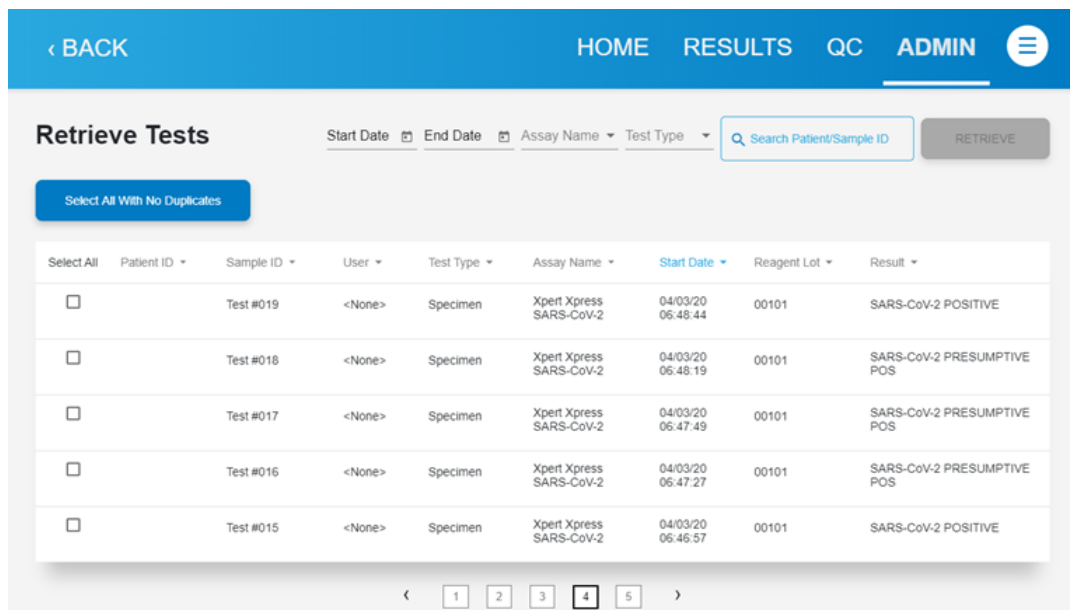 ‹ BACK HOME RESULTS QC ADMIN
Retrieve Tests Start Date End Date Assay Name Test Type Search Patient/Sample ID RETRIEVE
Select All With No Duplicates
Select All Patient ID Sample ID User Test Type Assay Name Start Date Reagent Lot Result
Test #019 <None> Specimen Xpert Xpress SARS-CoV-2 04/03/20 06:48:44 00101 SARS-CoV-2 POSITIVE
Test #018 <None> Specimen Xpert Xpress SARS-CoV-2 04/03/20 06:48:19 00101 SARS-CoV-2 PRESUMPTIVE POS
Test #017 <None> Specimen Xpert Xpress SARS-CoV-2 04/03/20 06:47:49 00101 SARS-CoV-2 PRESUMPTIVE POS
Test #016 <None> Specimen Xpert Xpress SARS-CoV-2 04/03/20 06:47:27 00101 SARS-CoV-2 PRESUMPTIVE POS
Test #015 <None> Specimen Xpert Xpress SARS-CoV-2 04/03/20 06:46:57 00101 SARS-CoV-2 POSITIVE
‹ 1 2 3 4 5 ›